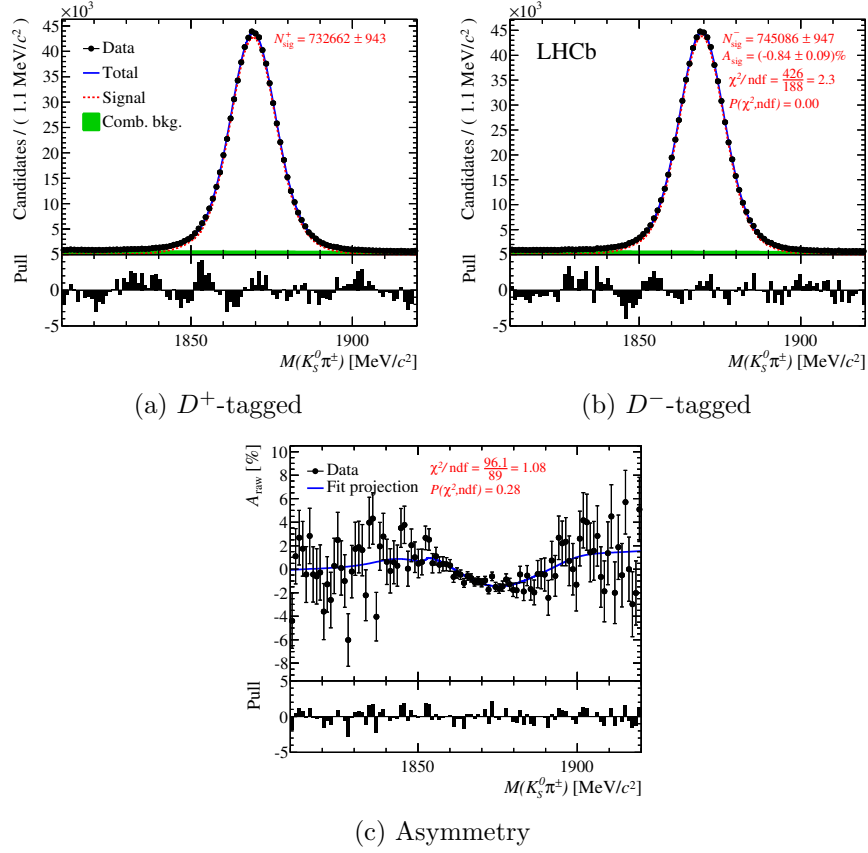 ×10³
Candidates / ( 1.1 MeV/c² )
45
40
35
30
25
20
15
10
5
Data
Total
Signal
Comb. bkg.
N⁺sig = 732662 ± 943
Pull
5
0
-5
1850
1900
M(K⁰Sπ±) [MeV/c²]
(a) D⁺-tagged
×10³
Candidates / ( 1.1 MeV/c² )
45
40
35
30
25
20
15
10
5
LHCb
N⁻sig = 745086 ± 947
Asig = (-0.84 ± 0.09)%
χ²/ ndf = 426/188 = 2.3
P(χ²,ndf) = 0.00
Pull
5
0
-5
1850
1900
M(K⁰Sπ±) [MeV/c²]
(b) D⁻-tagged
Araw [%]
10
8
6
4
2
0
-2
-4
-6
-8
Data
Fit projection
χ²/ ndf = 96.1/89 = 1.08
P(χ²,ndf) = 0.28
Pull
5
0
-5
1850
1900
M(K⁰Sπ±) [MeV/c²]
(c) Asymmetry